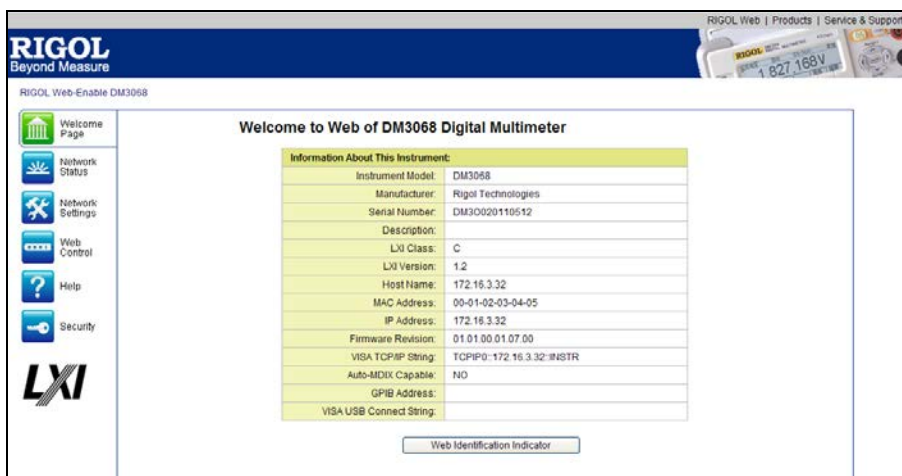 RIGOL Web | Products | Service & Support
RIGOL
Beyond Measure
RIGOL
1.827,168V
RIGOL Web-Enable DM3068
Welcome Page
Network Status
Network Settings
Web Control
Help
Security
LXI
Welcome to Web of DM3068 Digital Multimeter
Information About This Instrument:
Instrument Model: DM3068
Manufacturer: Rigol Technologies
Serial Number: DM3O020110512
Description:
LXI Class: C
LXI Version: 1.2
Host Name: 172.16.3.32
MAC Address: 00-01-02-03-04-05
IP Address: 172.16.3.32
Firmware Revision: 01.01.00.01.07.00
VISA TCP/IP String: TCPIP0::172.16.3.32::INSTR
Auto-MDIX Capable: NO
GPIB Address:
VISA USB Connect String:
Web Identification Indicator